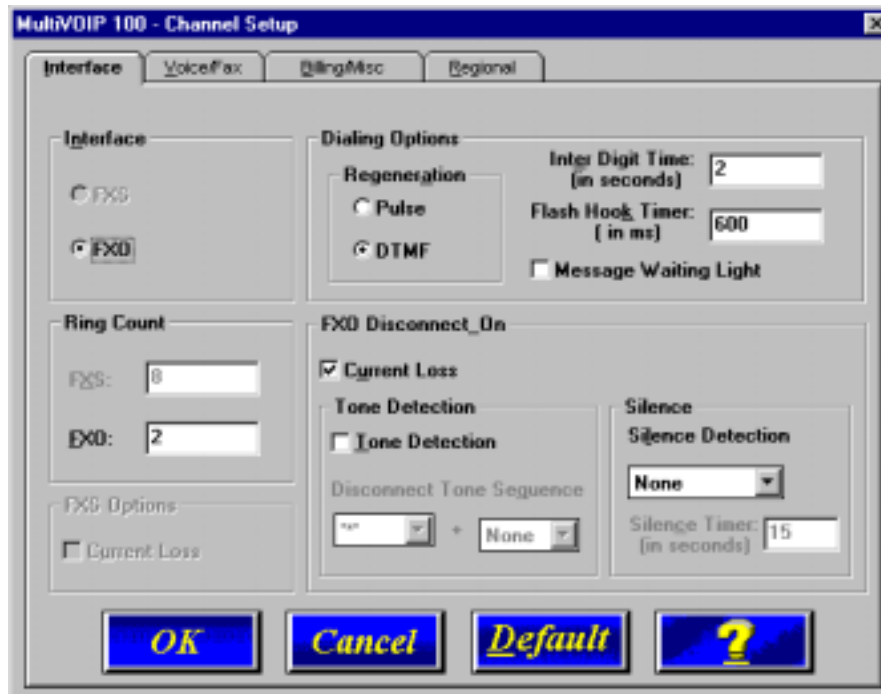 MultiVOIP 100 - Channel Setup
Interface
Voice/Fax
Billing/Misc
Regional
Interface
FXS
FXO
Dialing Options
Regeneration
Pulse
DTMF
Inter Digit Time:
(in seconds)
2
Flash Hook Timer:
( in ms)
600
Message Waiting Light
Ring Count
FXS:
8
FXO:
2
FXS Options
Current Loss
FXO Disconnect_On
Current Loss
Tone Detection
Tone Detection
Disconnect Tone Sequence
"*"
+
None
Silence
Silence Detection
None
Silence Timer:
(in seconds)
15
OK
Cancel
Default
?